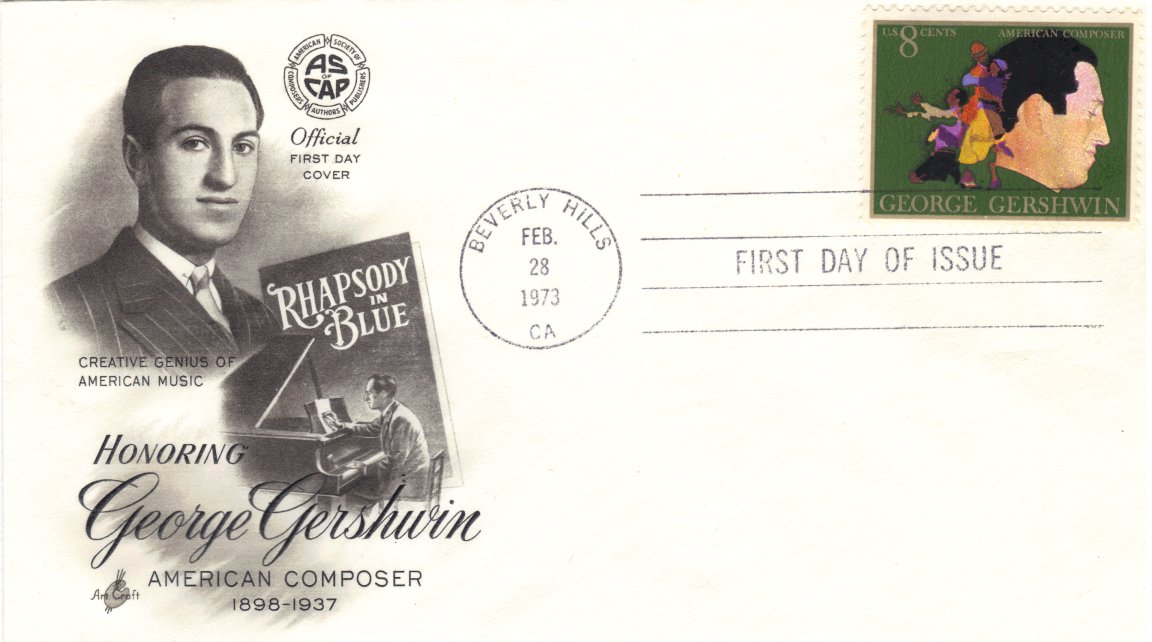 AMERICAN SOCIETY OF COMPOSERS AUTHORS PUBLISHERS
AS
OF
CAP
Official
FIRST DAY
COVER
RHAPSODY
IN
BLUE
CREATIVE GENIUS OF
AMERICAN MUSIC
HONORING
George Gershwin
AMERICAN COMPOSER
1898-1937
Art Craft
BEVERLY HILLS
FEB.
28
1973
CA
FIRST DAY OF ISSUE
U.S. 8 CENTS AMERICAN COMPOSER
GEORGE GERSHWIN